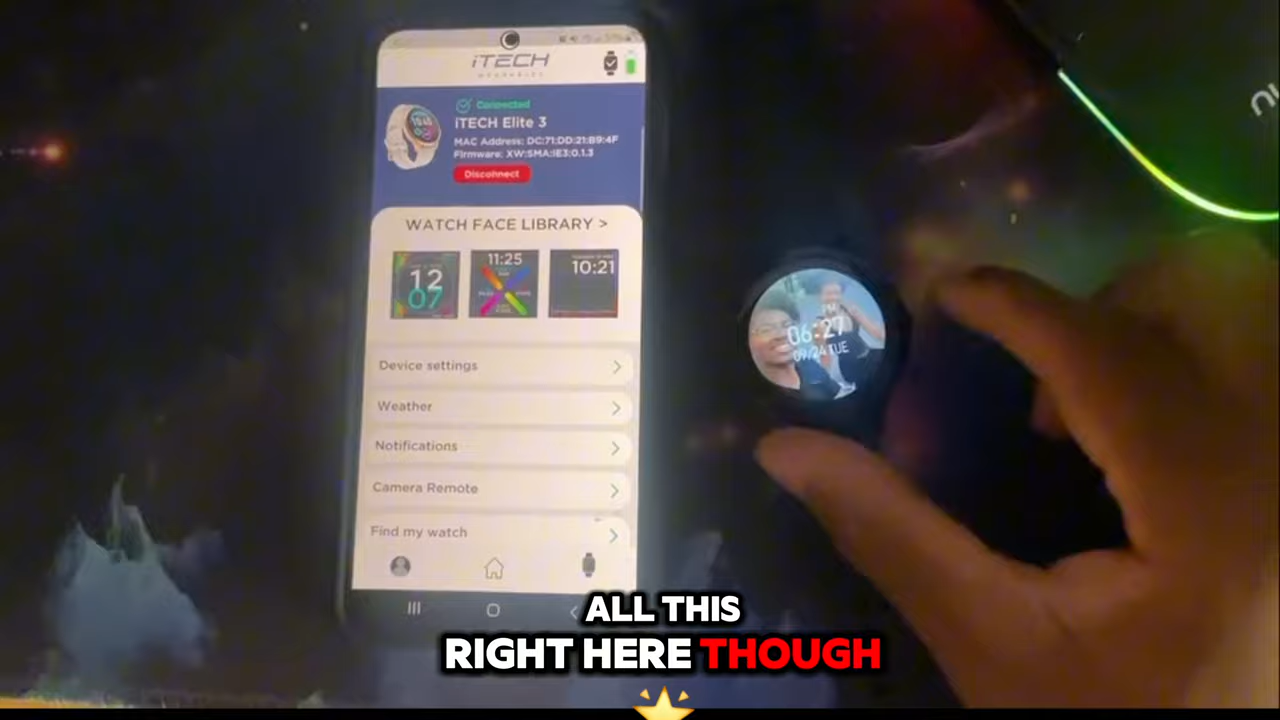 iTECH
WEARABLES
Connected
iTECH Elite 3
MAC Address: DC:71:DD:21:B9:4F
Firmware: XW:5MA:IE3:0.1.3
Disconnect
WATCH FACE LIBRARY >
12
07
11:25
10:21
Device settings
Weather
Notifications
Camera Remote
Find my watch
PM
06:27
09/24 TUE
ALL THIS
RIGHT HERE THOUGH